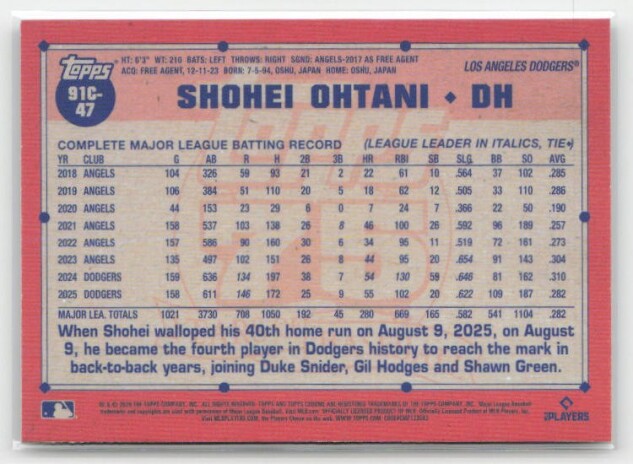 Topps
91C-
47
HT: 6'3" WT: 210 BATS: LEFT THROWS: RIGHT SGND: ANGELS-2017 AS FREE AGENT
ACQ: FREE AGENT, 12-11-23 BORN: 7-5-94, OSHU, JAPAN HOME: OSHU, JAPAN
LOS ANGELES DODGERS®
SHOHEI OHTANI • DH
COMPLETE MAJOR LEAGUE BATTING RECORD (LEAGUE LEADER IN ITALICS, TIE•)
YR CLUB G AB R H 2B 3B HR RBI SB SLG BB SO AVG
2018 ANGELS 104 326 59 93 21 2 22 61 10 .564 37 102 .285
2019 ANGELS 106 384 51 110 20 5 18 62 12 .505 33 110 .286
2020 ANGELS 44 153 23 29 6 0 7 24 7 .366 22 50 .190
2021 ANGELS 158 537 103 138 26 8 46 100 26 .592 96 189 .257
2022 ANGELS 157 586 90 160 30 6 34 95 11 .519 72 161 .273
2023 ANGELS 135 497 102 151 26 8 44 95 20 .654 91 143 .304
2024 DODGERS 159 636 134 197 38 7 54 130 59 .646 81 162 .310
2025 DODGERS 158 611 146 172 25 9 55 102 20 .622 109 187 .282
MAJOR LEA. TOTALS 1021 3730 708 1050 192 45 280 669 165 .582 541 1104 .282
When Shohei walloped his 40th home run on August 9, 2025, on August
9, he became the fourth player in Dodgers history to reach the mark in
back-to-back years, joining Duke Snider, Gil Hodges and Shawn Green.
PLAYERS